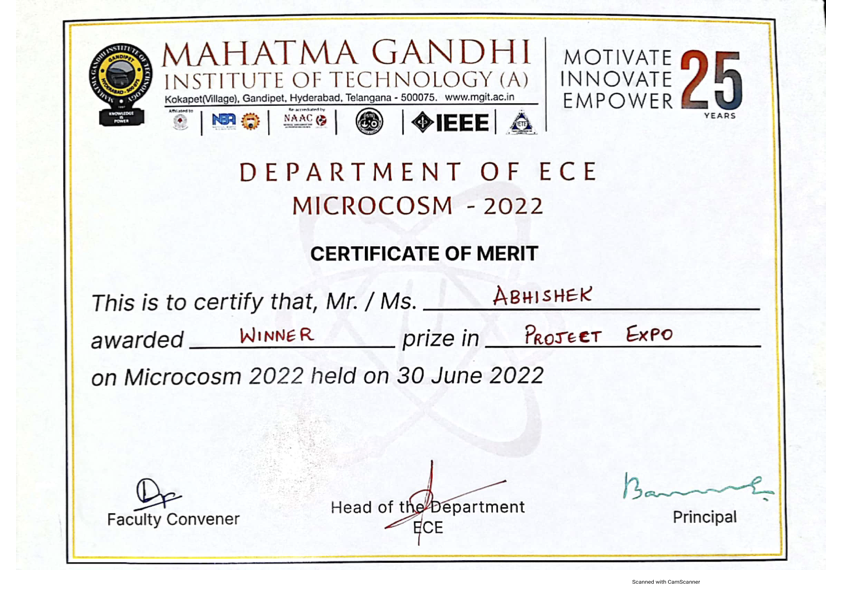 MAHATMA GANDHI
INSTITUTE OF TECHNOLOGY (A)
Kokapet(Village), Gandipet, Hyderabad, Telangana - 500075. www.mgit.ac.in
MOTIVATE
INNOVATE
EMPOWER
25
YEARS
KNOWLEDGE IS POWER
NBA
NAAC
IEEE
DEPARTMENT OF ECE
MICROCOSM - 2022
CERTIFICATE OF MERIT
This is to certify that, Mr. / Ms. ABHISHEK
awarded WINNER prize in PROJECT EXPO
on Microcosm 2022 held on 30 June 2022
Faculty Convener
Head of the Department
ECE
Principal
Scanned with CamScanner